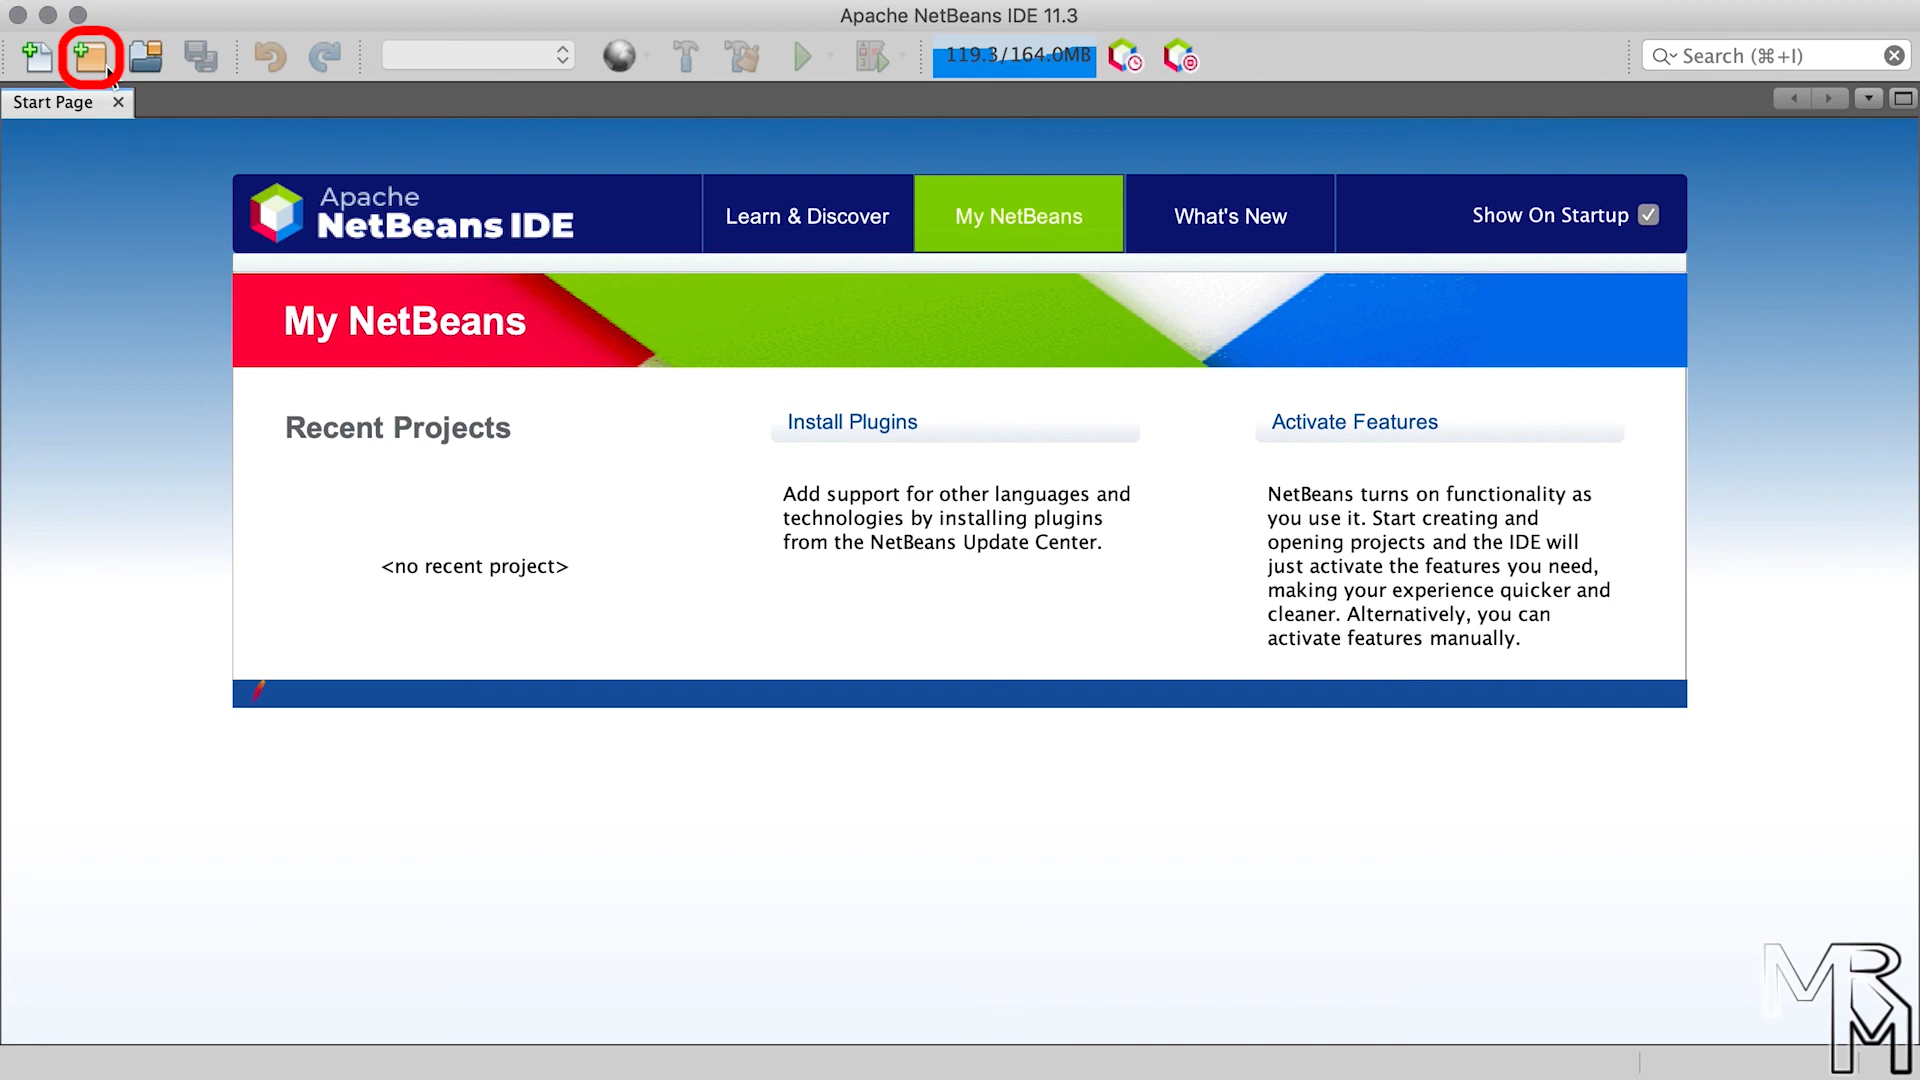 Apache NetBeans IDE 11.3
119.3/164.0MB
Search (⌘+I)
Start Page
Apache
NetBeans IDE
Learn & Discover
My NetBeans
What's New
Show On Startup
My NetBeans
Recent Projects
<no recent project>
Install Plugins
Add support for other languages and
technologies by installing plugins
from the NetBeans Update Center.
Activate Features
NetBeans turns on functionality as
you use it. Start creating and
opening projects and the IDE will
just activate the features you need,
making your experience quicker and
cleaner. Alternatively, you can
activate features manually.
MRM